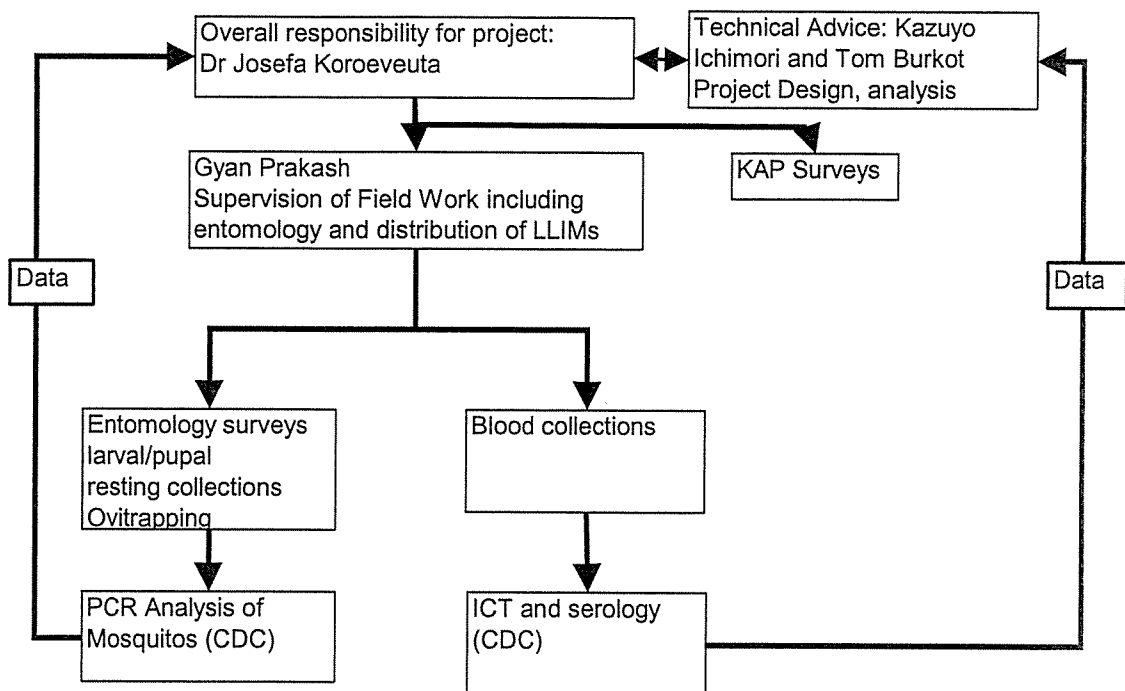 Overall responsibility for project:
Dr Josefa Koroeveuta
Technical Advice: Kazuyo
Ichimori and Tom Burkot
Project Design, analysis
Gyan Prakash
Supervision of Field Work including
entomology and distribution of LLIMs
KAP Surveys
Data
Data
Entomology surveys
larval/pupal
resting collections
Ovitrapping
Blood collections
PCR Analysis of
Mosquitos (CDC)
ICT and serology
(CDC)